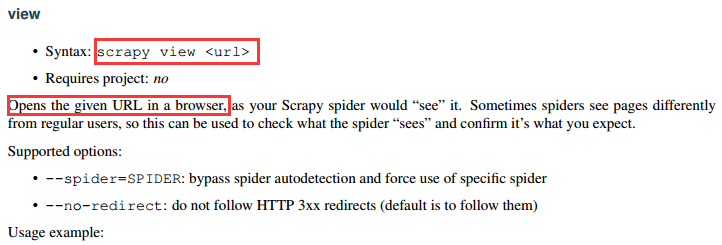 view
• Syntax: scrapy view <url>
• Requires project: no
Opens the given URL in a browser, as your Scrapy spider would “see” it. Sometimes spiders see pages differently
from regular users, so this can be used to check what the spider “sees” and confirm it’s what you expect.
Supported options:
• --spider=SPIDER: bypass spider autodetection and force use of specific spider
• --no-redirect: do not follow HTTP 3xx redirects (default is to follow them)
Usage example: